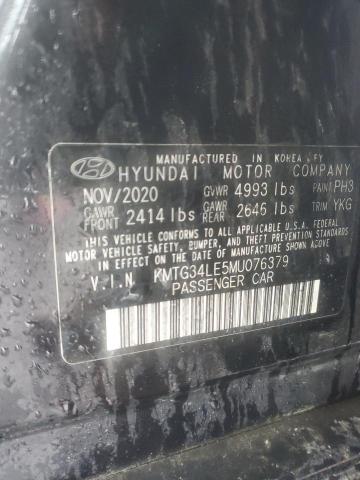 MANUFACTURED IN KOREA BY
HYUNDAI MOTOR COMPANY
NOV/2020 GVWR 4993 lbs PAINT PH3
GAWR FRONT 2414 lbs GAWR REAR 2646 lbs TRIM YKG
THIS VEHICLE CONFORMS TO ALL APPLICABLE U.S.A. FEDERAL
MOTOR VEHICLE SAFETY, BUMPER, AND THEFT PREVENTION STANDARDS
IN EFFECT ON THE DATE OF MANUFACTURE SHOWN ABOVE.
V.I.N KMTG34LE5MU076379
PASSENGER CAR